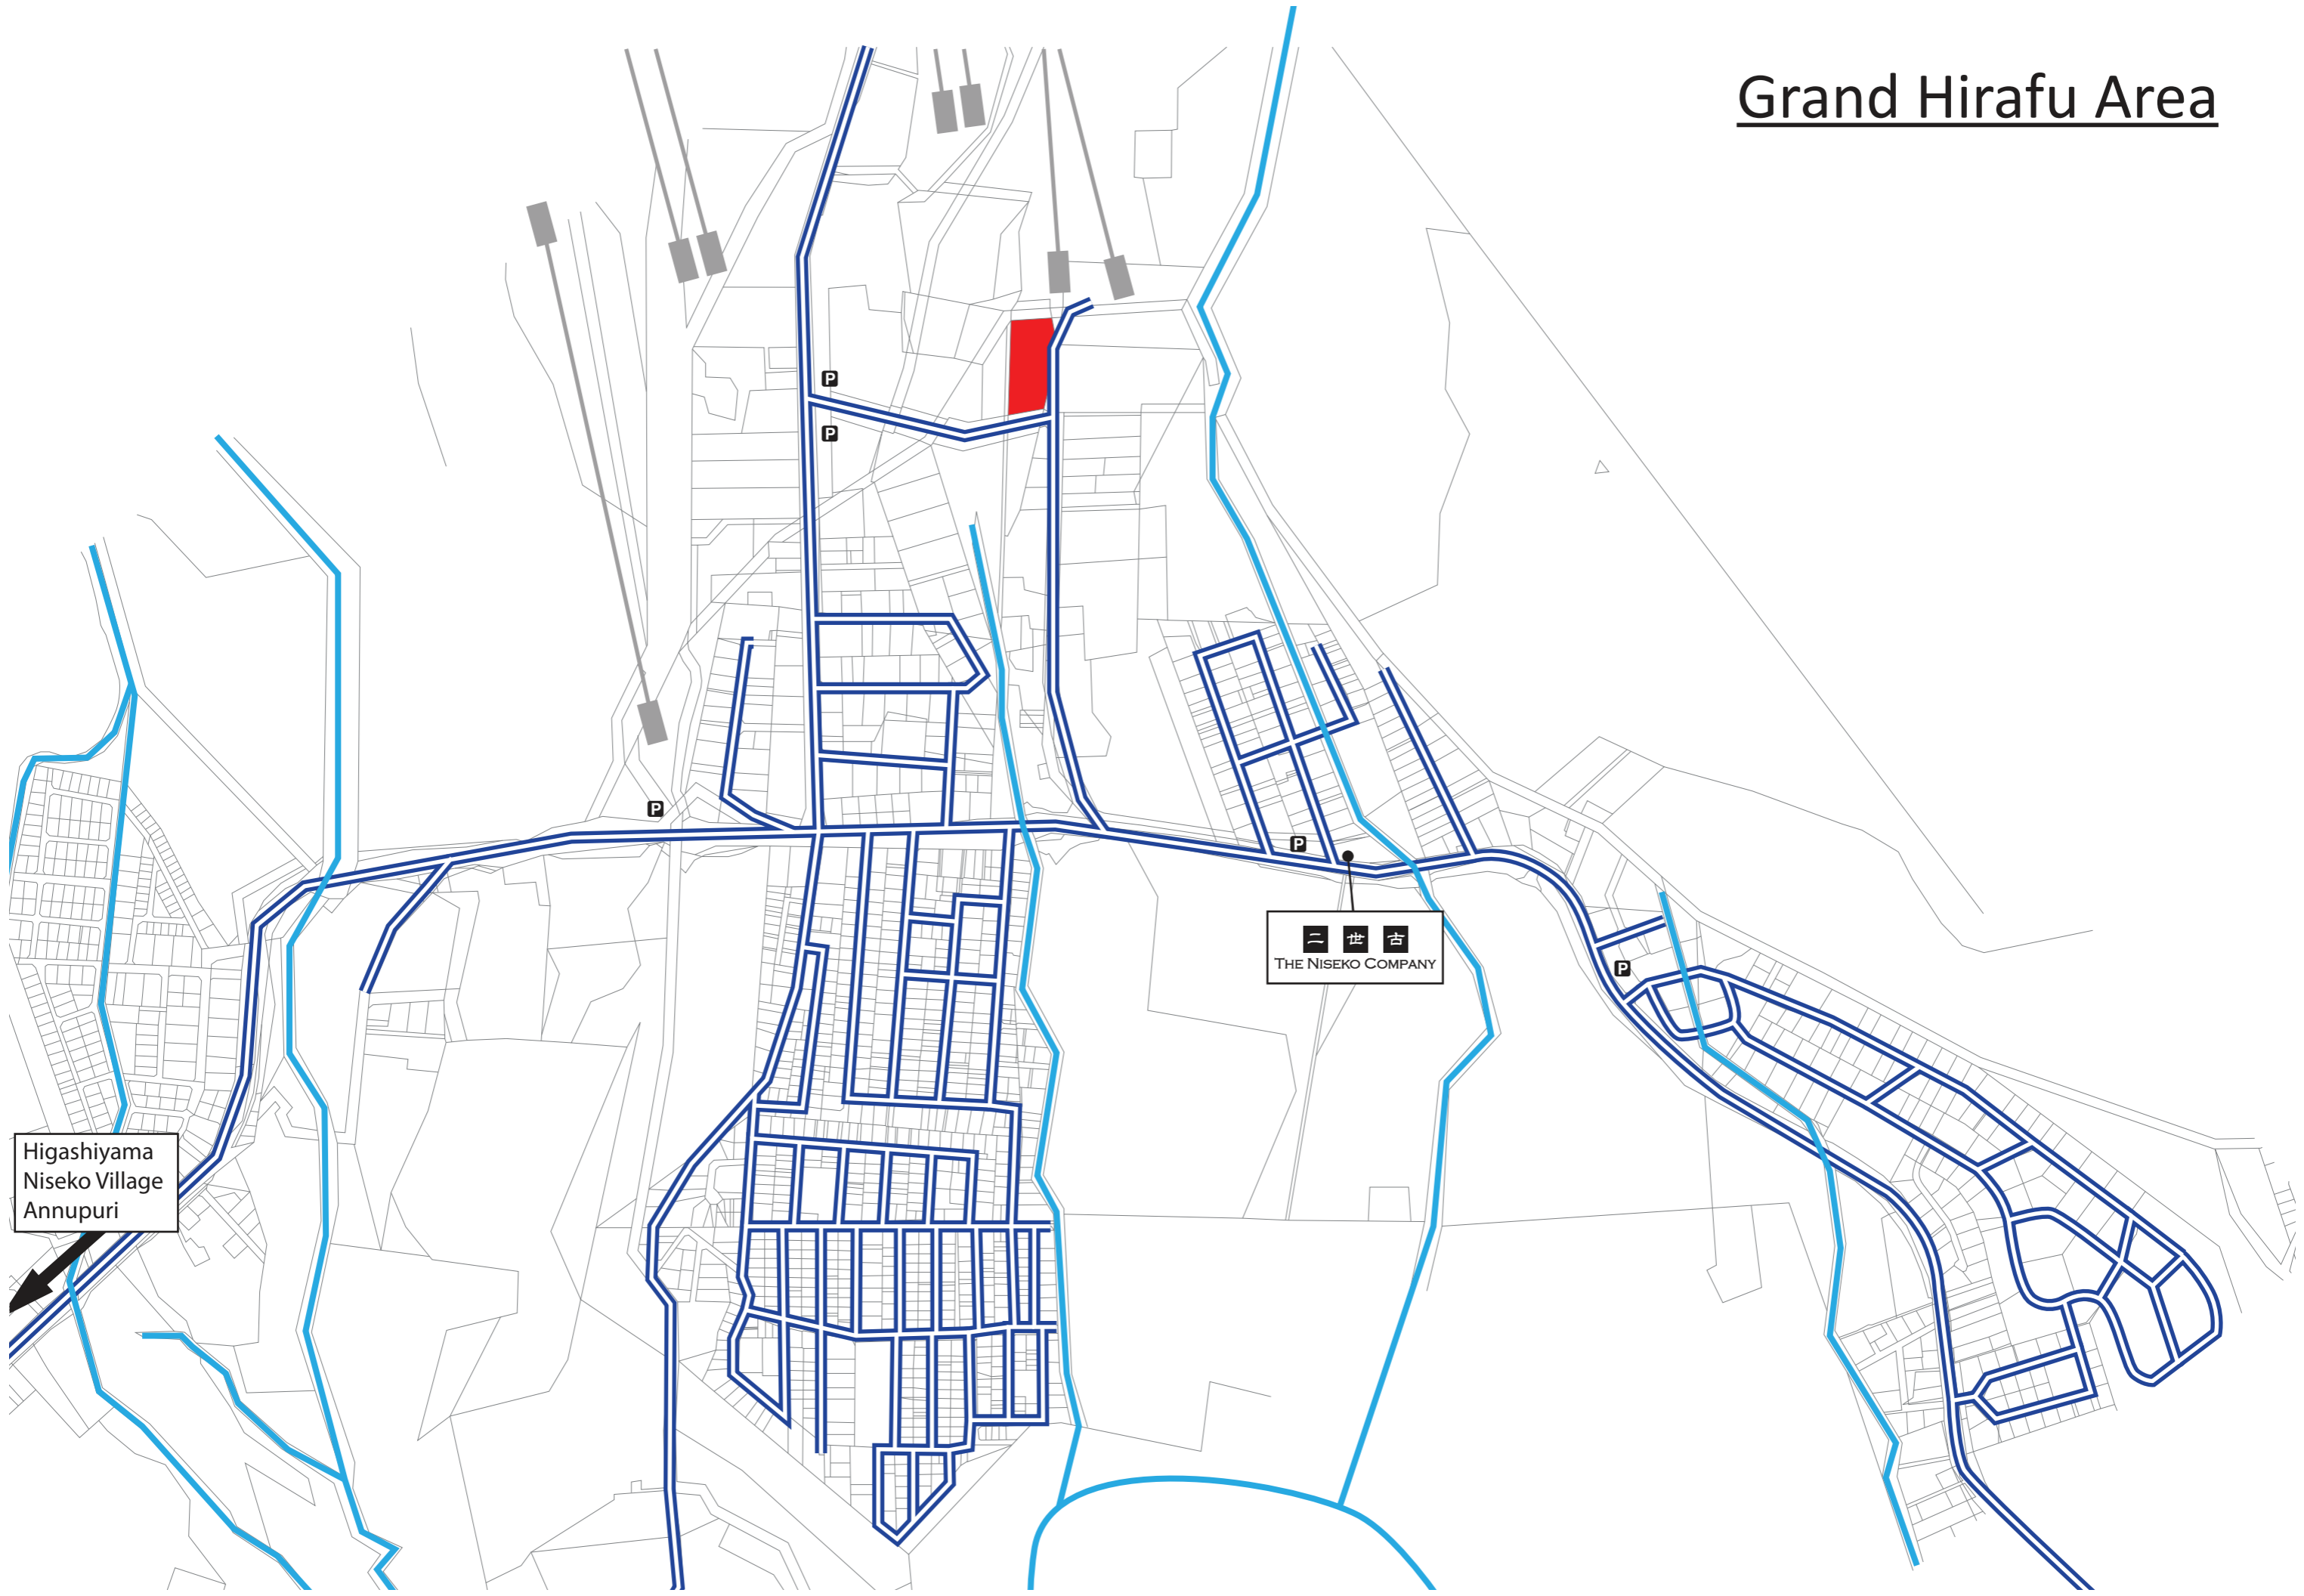 Grand Hirafu Area
P
P
P
P
二世古
THE NISEKO COMPANY
P
Higashiyama
Niseko Village
Annupuri